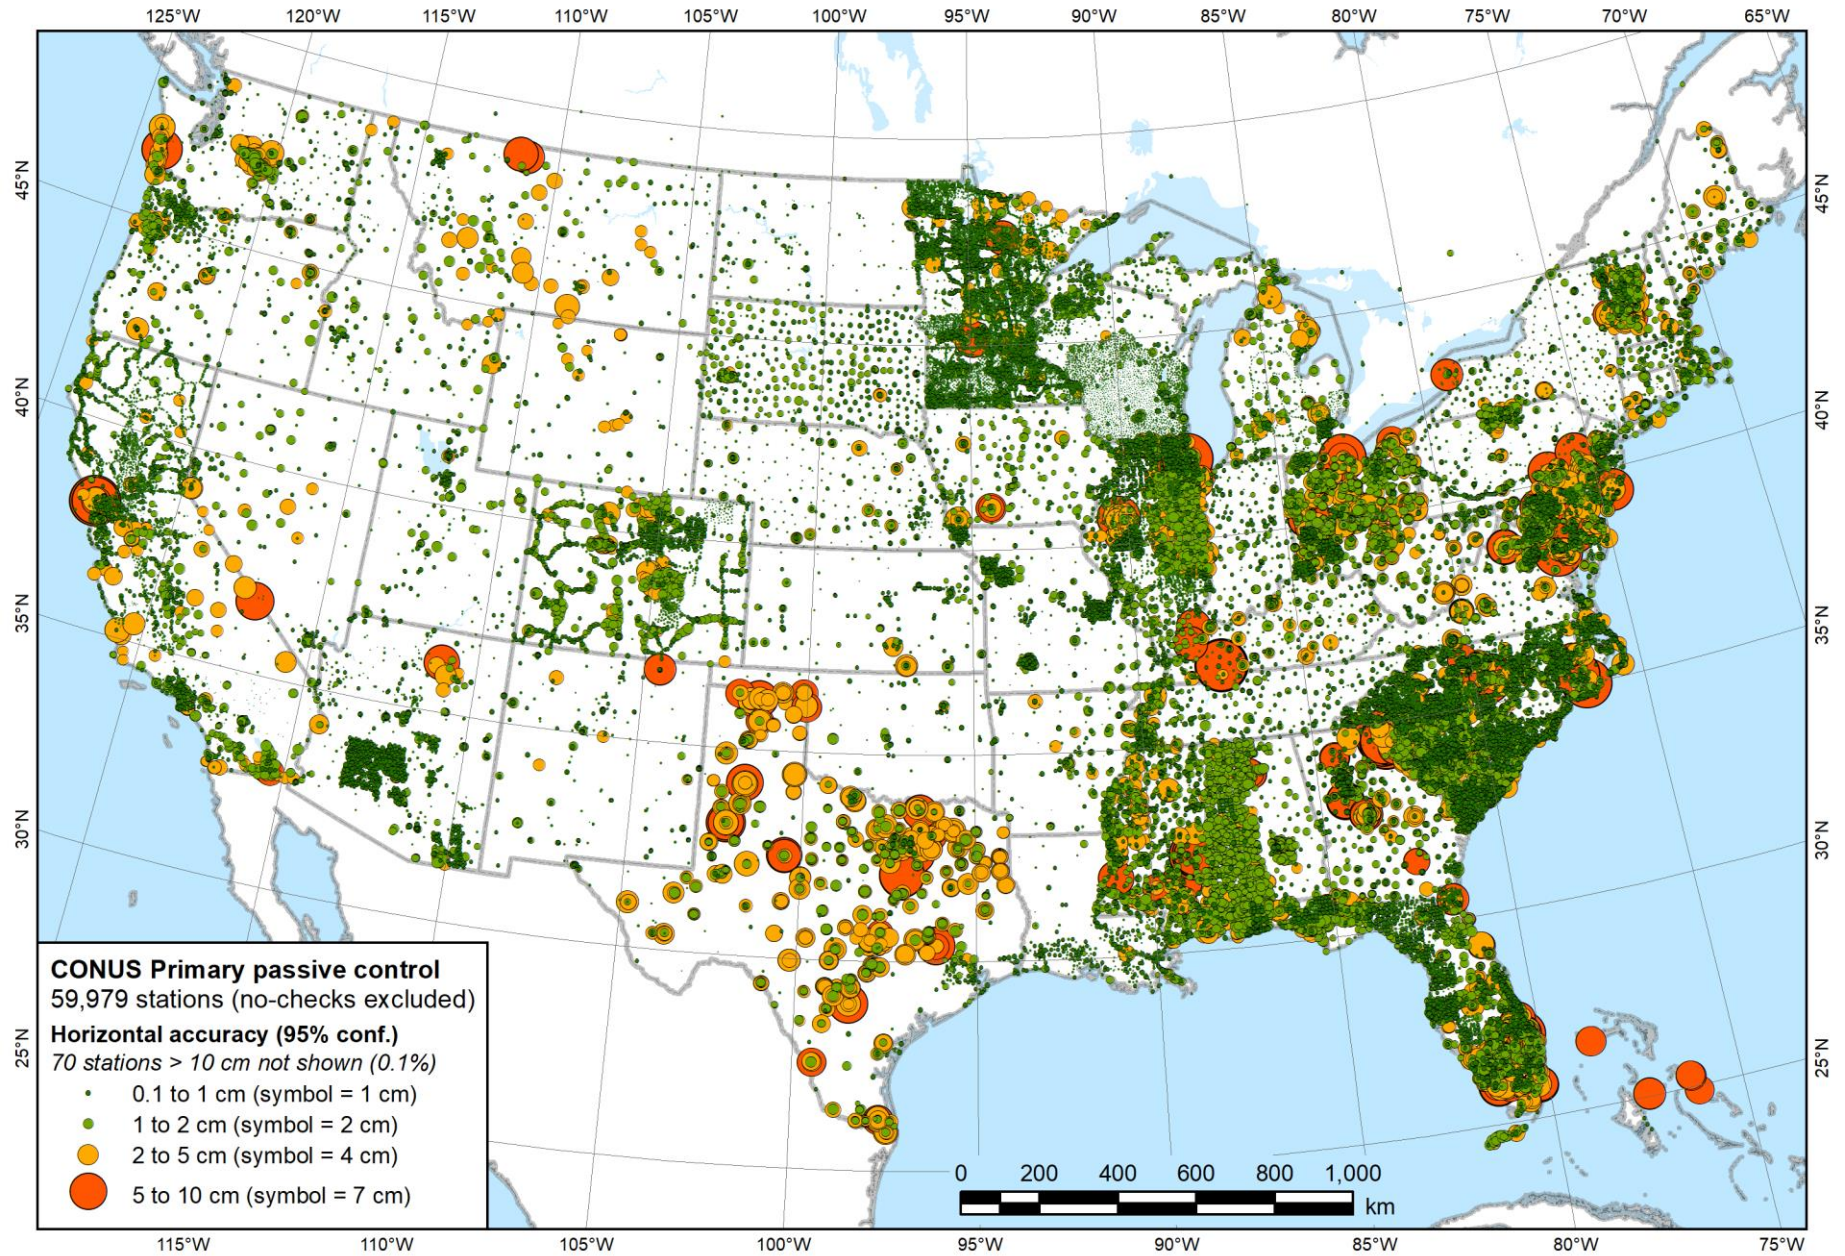 125°W 120°W 115°W 110°W 105°W 100°W 95°W 90°W 85°W 80°W 75°W 70°W 65°W
45°N 45°N
40°N 40°N
35°N 35°N
30°N 30°N
25°N 25°N
CONUS Primary passive control
59,979 stations (no-checks excluded)
Horizontal accuracy (95% conf.)
70 stations > 10 cm not shown (0.1%)
0.1 to 1 cm (symbol = 1 cm)
1 to 2 cm (symbol = 2 cm)
2 to 5 cm (symbol = 4 cm)
5 to 10 cm (symbol = 7 cm)
0 200 400 600 800 1,000
km
115°W 110°W 105°W 100°W 95°W 90°W 85°W 80°W 75°W